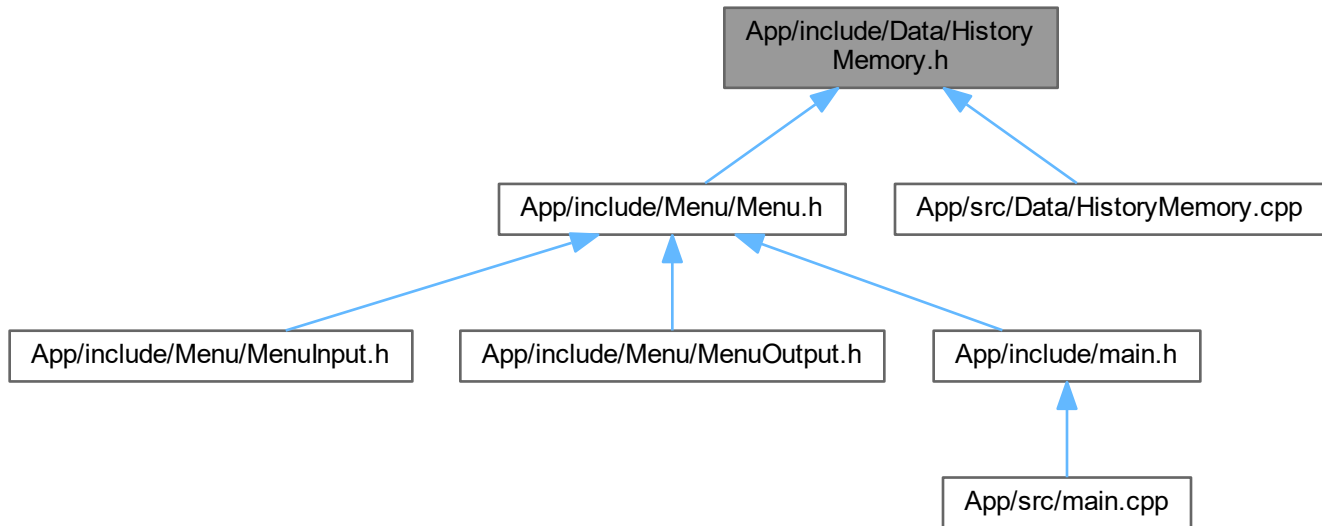 App/include/Data/History
Memory.h
App/include/Menu/Menu.h
App/src/Data/HistoryMemory.cpp
App/include/Menu/MenuInput.h
App/include/Menu/MenuOutput.h
App/include/main.h
App/src/main.cpp